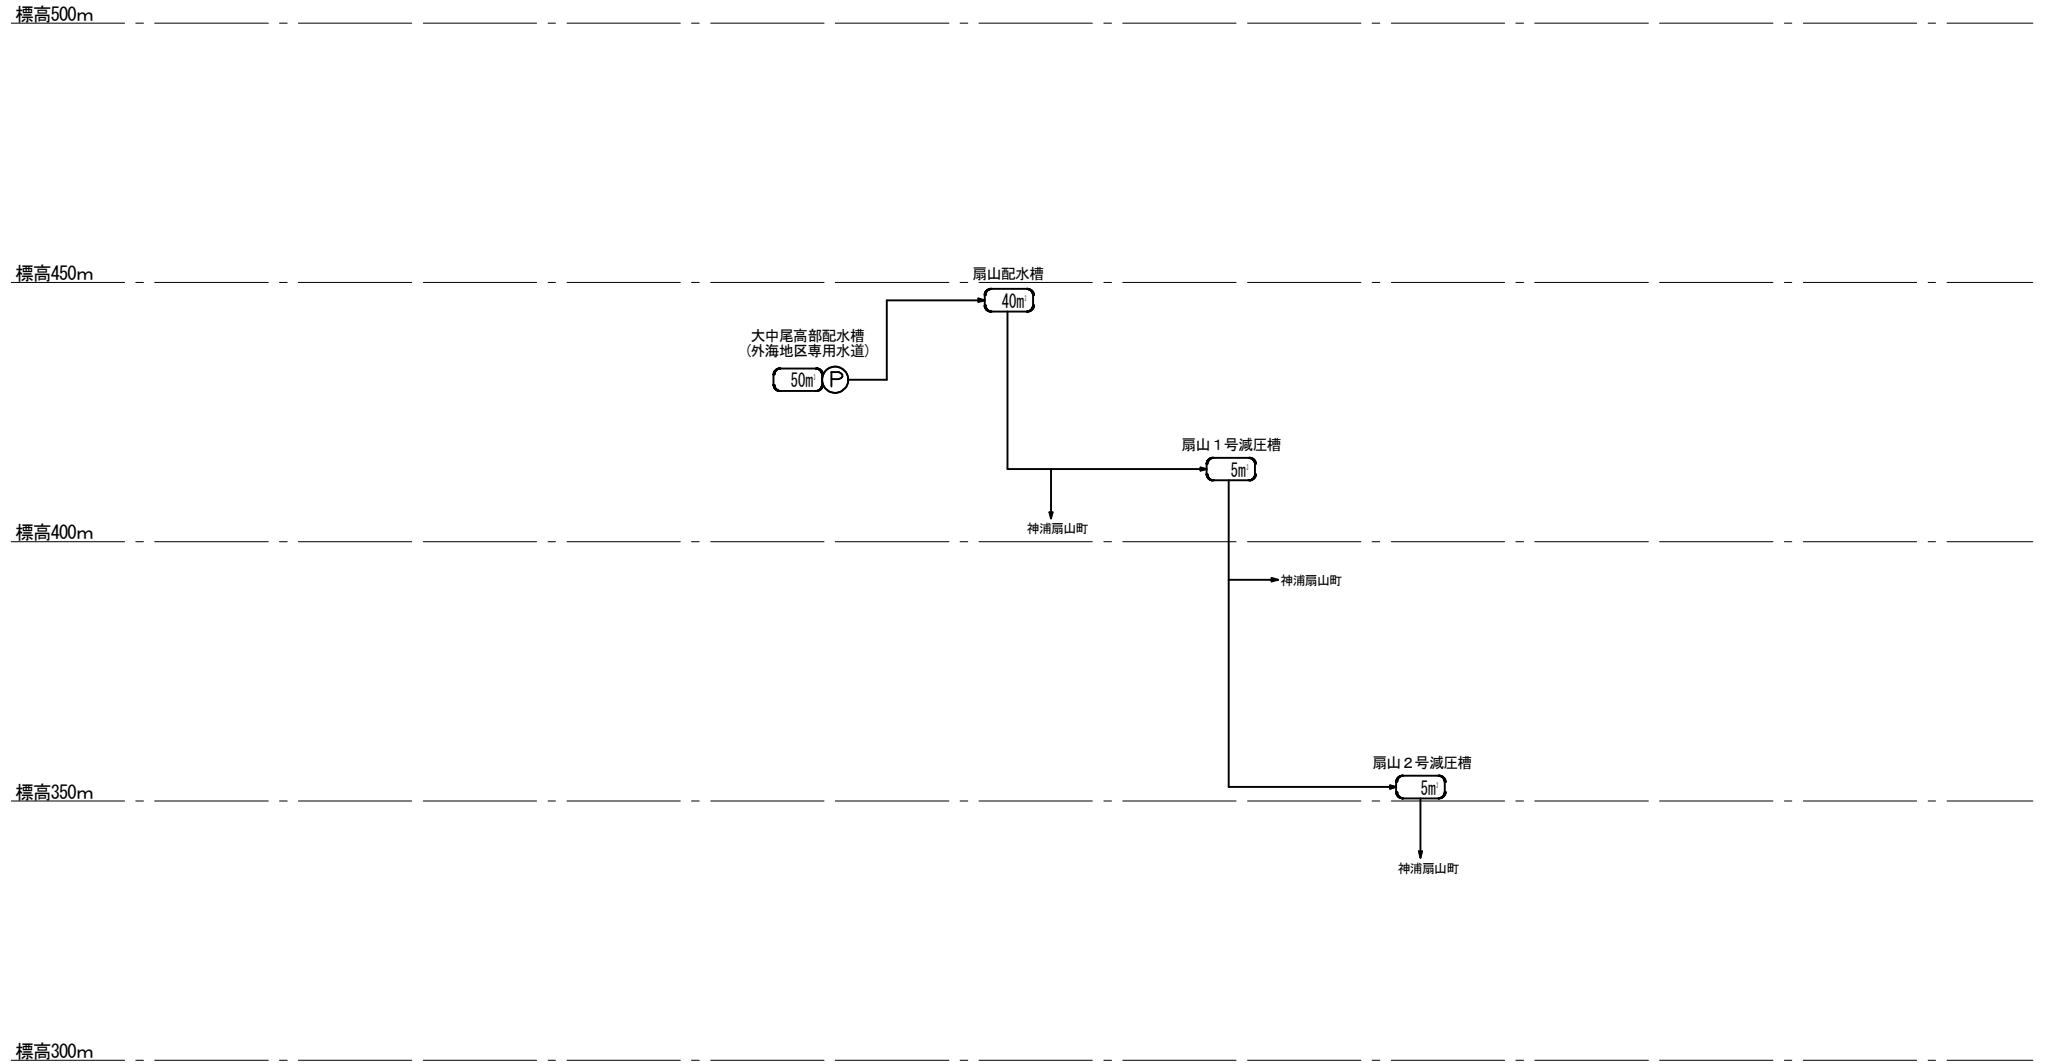 標高500m
標高450m
扇山配水槽
40m³
大中尾高部配水槽
(外海地区専用水道)
50m³ P
扇山１号減圧槽
5m³
神浦扇山町
標高400m
神浦扇山町
扇山２号減圧槽
5m³
標高350m
神浦扇山町
標高300m